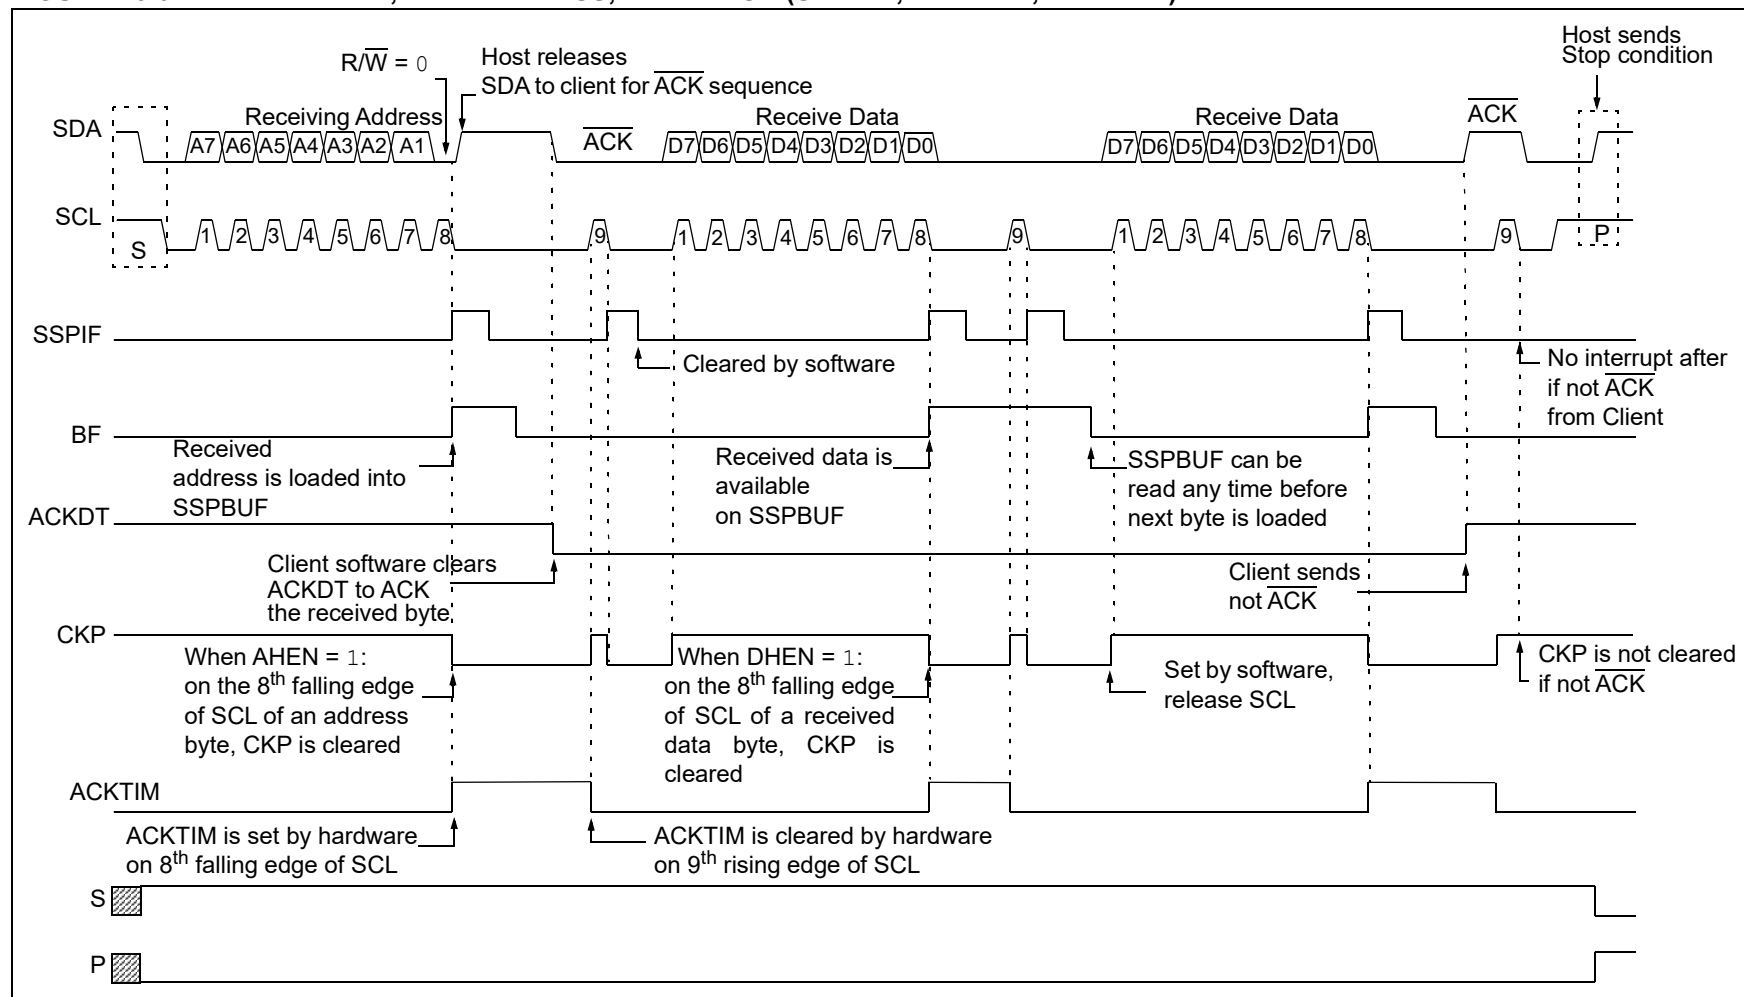 Host sends
Stop condition
R/W = 0
Host releases
SDA to client for ACK sequence
Receiving Address
Receive Data
Receive Data
ACK
SDA
A7 A6 A5 A4 A3 A2 A1
ACK
D7 D6 D5 D4 D3 D2 D1 D0
D7 D6 D5 D4 D3 D2 D1 D0
SCL
S
1 2 3 4 5 6 7 8
9
1 2 3 4 5 6 7 8
9
1 2 3 4 5 6 7 8
9
P
SSPIF
Cleared by software
No interrupt after
if not ACK
from Client
BF
Received
address is loaded into
SSPBUF
Received data is
available
on SSPBUF
SSPBUF can be
read any time before
next byte is loaded
ACKDT
Client software clears
ACKDT to ACK
the received byte
Client sends
not ACK
CKP
When AHEN = 1:
on the 8th falling edge
of SCL of an address
byte, CKP is cleared
When DHEN = 1:
on the 8th falling edge
of SCL of a received
data byte, CKP is
cleared
Set by software,
release SCL
CKP is not cleared
if not ACK
ACKTIM
ACKTIM is set by hardware
on 8th falling edge of SCL
ACKTIM is cleared by hardware
on 9th rising edge of SCL
S
P